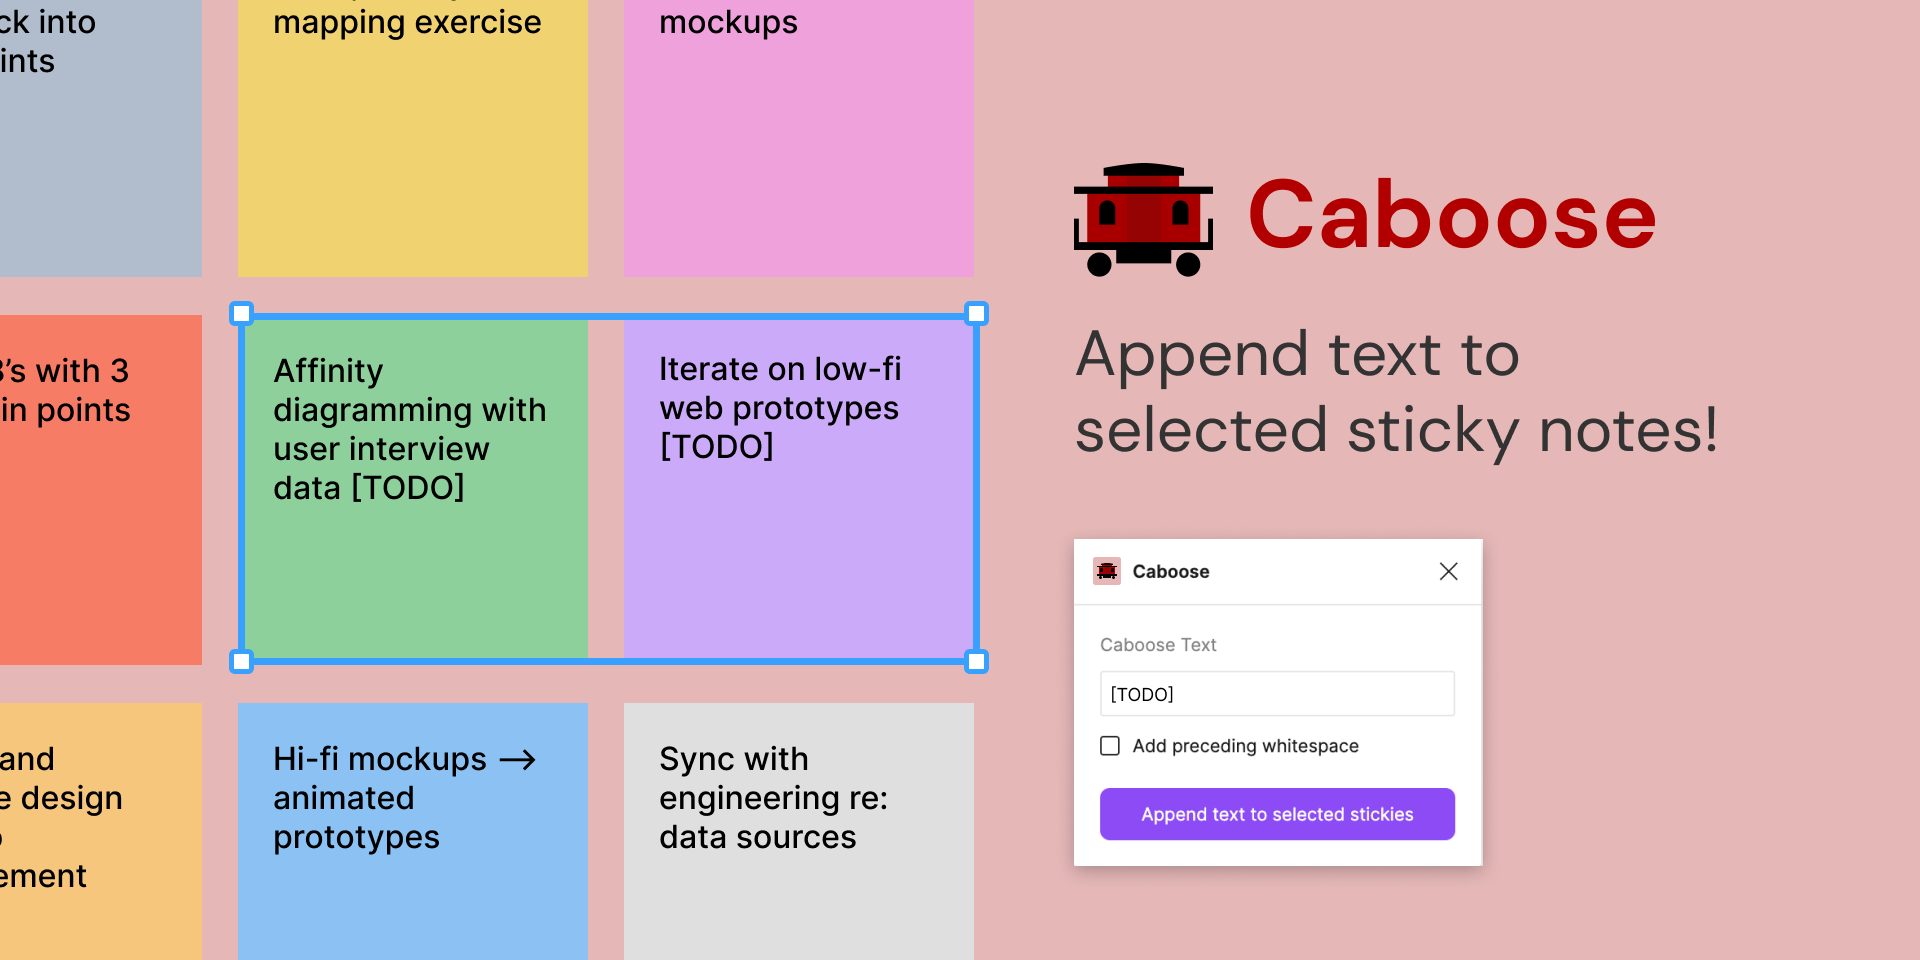 ck into
ints
mapping exercise
mockups
3's with 3
in points
Affinity
diagramming with
user interview
data [TODO]
Iterate on low-fi
web prototypes
[TODO]
and
e design
ement
Hi-fi mockups →
animated
prototypes
Sync with
engineering re:
data sources
Caboose
Append text to
selected sticky notes!
Caboose
Caboose Text
[TODO]
Add preceding whitespace
Append text to selected stickies